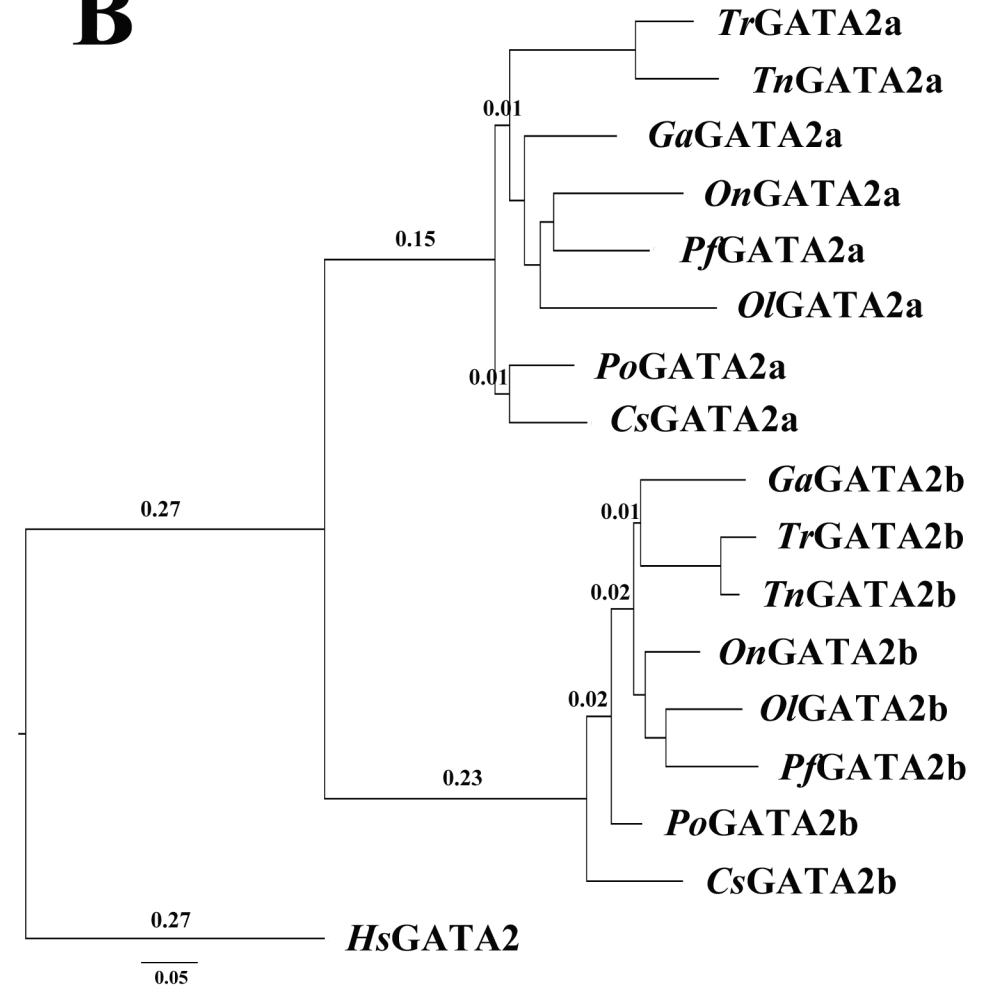 B
TrGATA2a
TnGATA2a
0.01
GaGATA2a
OnGATA2a
0.15
PfGATA2a
OlGATA2a
PoGATA2a
0.01
CsGATA2a
GaGATA2b
0.27
0.01
TrGATA2b
0.02
TnGATA2b
OnGATA2b
0.02
OlGATA2b
0.23
PfGATA2b
PoGATA2b
CsGATA2b
0.27
HsGATA2
0.05